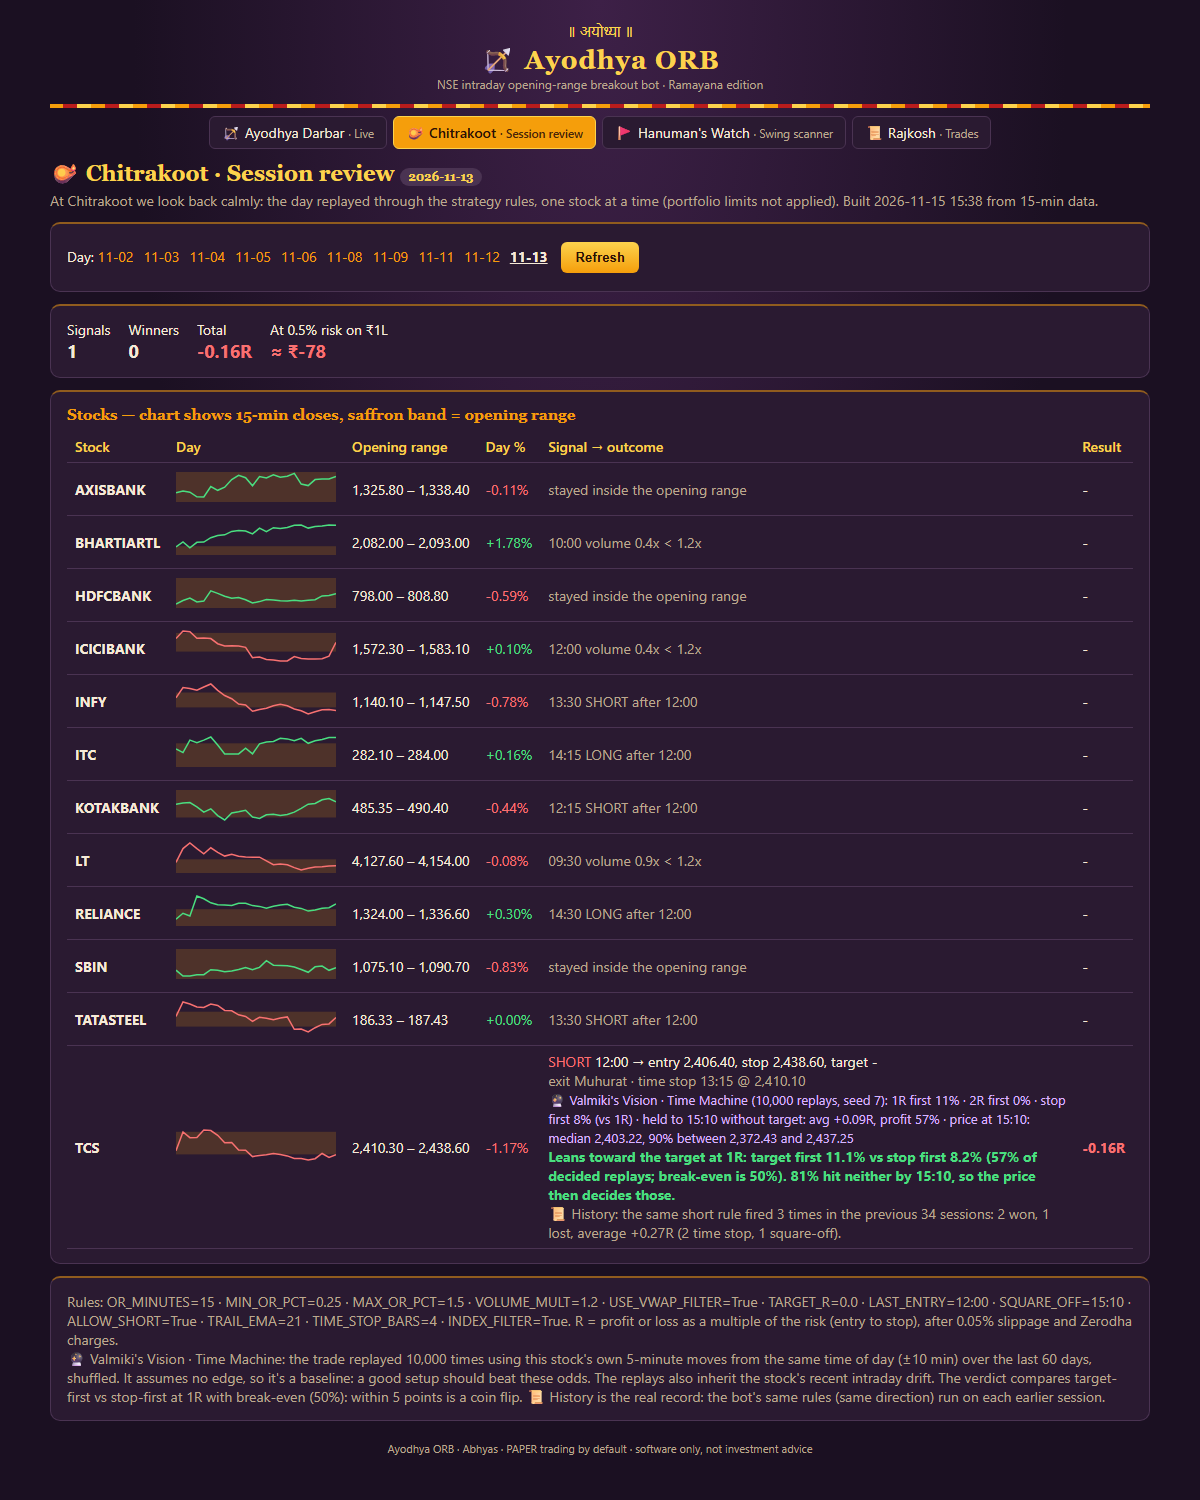 ॥ अयोध्या ॥
Ayodhya ORB
NSE intraday opening-range breakout bot · Ramayana edition
Ayodhya Darbar · Live
Chitrakoot · Session review
Hanuman's Watch · Swing scanner
Rajkosh · Trades
Chitrakoot · Session review 2026-11-13
At Chitrakoot we look back calmly: the day replayed through the strategy rules, one stock at a time (portfolio limits not applied). Built 2026-11-15 15:38 from 15-min data.
Day: 11-02 11-03 11-04 11-05 11-06 11-08 11-09 11-11 11-12 11-13 Refresh
Signals Winners Total At 0.5% risk on ₹1L
1 0 -0.16R ≈ ₹-78
Stocks — chart shows 15-min closes, saffron band = opening range
Stock Day Opening range Day % Signal → outcome Result
AXISBANK 1,325.80 – 1,338.40 -0.11% stayed inside the opening range -
BHARTIARTL 2,082.00 – 2,093.00 +1.78% 10:00 volume 0.4x < 1.2x -
HDFCBANK 798.00 – 808.80 -0.59% stayed inside the opening range -
ICICIBANK 1,572.30 – 1,583.10 +0.10% 12:00 volume 0.4x < 1.2x -
INFY 1,140.10 – 1,147.50 -0.78% 13:30 SHORT after 12:00 -
ITC 282.10 – 284.00 +0.16% 14:15 LONG after 12:00 -
KOTAKBANK 485.35 – 490.40 -0.44% 12:15 SHORT after 12:00 -
LT 4,127.60 – 4,154.00 -0.08% 09:30 volume 0.9x < 1.2x -
RELIANCE 1,324.00 – 1,336.60 +0.30% 14:30 LONG after 12:00 -
SBIN 1,075.10 – 1,090.70 -0.83% stayed inside the opening range -
TATASTEEL 186.33 – 187.43 +0.00% 13:30 SHORT after 12:00 -
TCS 2,410.30 – 2,438.60 -1.17% SHORT 12:00 → entry 2,406.40, stop 2,438.60, target -
exit Muhurat · time stop 13:15 @ 2,410.10
Valmiki's Vision · Time Machine (10,000 replays, seed 7): 1R first 11% · 2R first 0% · stop
first 8% (vs 1R) · held to 15:10 without target: avg +0.09R, profit 57% · price at 15:10:
median 2,403.22, 90% between 2,372.43 and 2,437.25
Leans toward the target at 1R: target first 11.1% vs stop first 8.2% (57% of
decided replays; break-even is 50%). 81% hit neither by 15:10, so the price
then decides those.
History: the same short rule fired 3 times in the previous 34 sessions: 2 won, 1
lost, average +0.27R (2 time stop, 1 square-off).
-0.16R
Rules: OR_MINUTES=15 · MIN_OR_PCT=0.25 · MAX_OR_PCT=1.5 · VOLUME_MULT=1.2 · USE_VWAP_FILTER=True · TARGET_R=0.0 · LAST_ENTRY=12:00 · SQUARE_OFF=15:10 ·
ALLOW_SHORT=True · TRAIL_EMA=21 · TIME_STOP_BARS=4 · INDEX_FILTER=True. R = profit or loss as a multiple of the risk (entry to stop), after 0.05% slippage and Zerodha
charges.
Valmiki's Vision · Time Machine: the trade replayed 10,000 times using this stock's own 5-minute moves from the same time of day (±10 min) over the last 60 days,
shuffled. It assumes no edge, so it's a baseline: a good setup should beat these odds. The replays also inherit the stock's recent intraday drift. The verdict compares target-
first vs stop-first at 1R with break-even (50%): within 5 points is a coin flip. History is the real record: the bot's same rules (same direction) run on each earlier session.
Ayodhya ORB · Abhyas · PAPER trading by default · software only, not investment advice